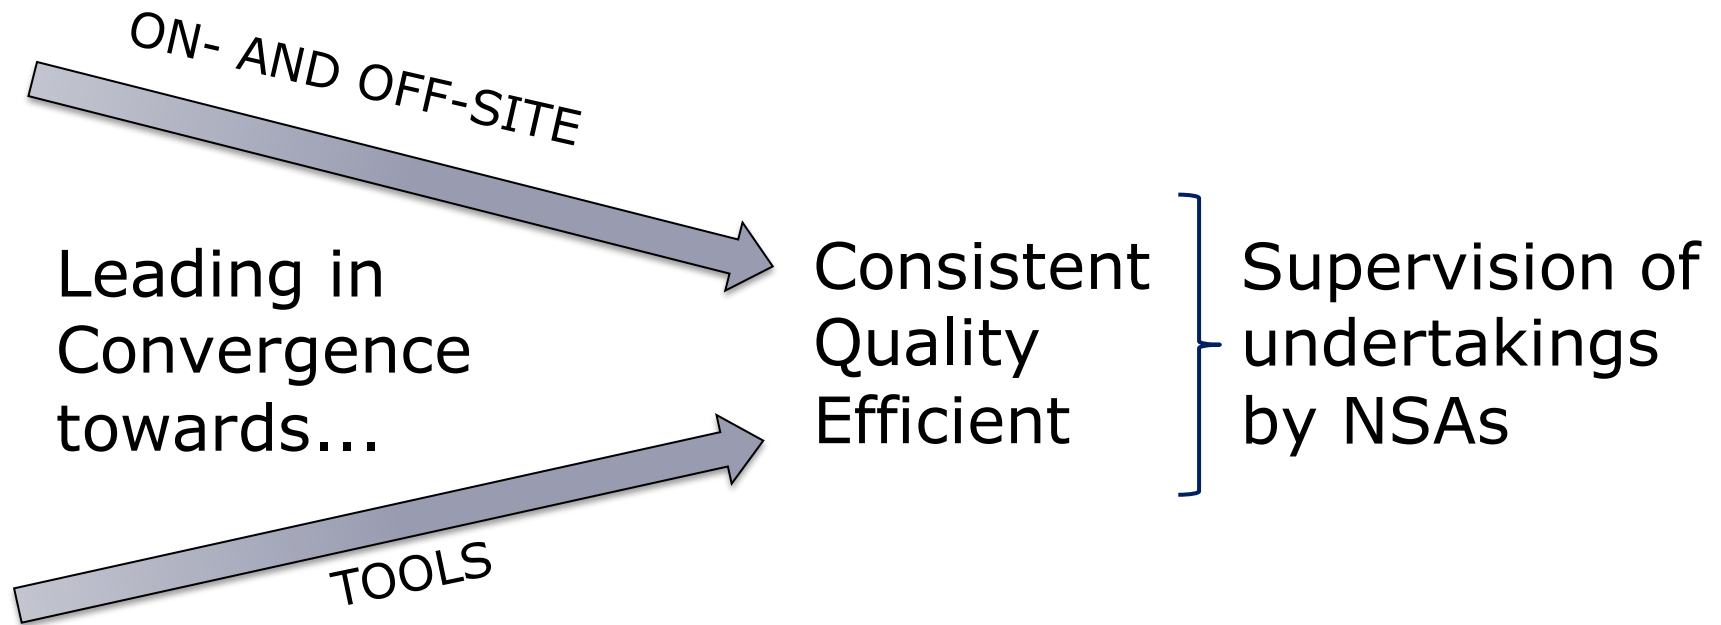 ON- AND OFF-SITE
Leading in
Convergence
towards...
TOOLS
Consistent
Quality
Efficient
Supervision of
undertakings
by NSAs